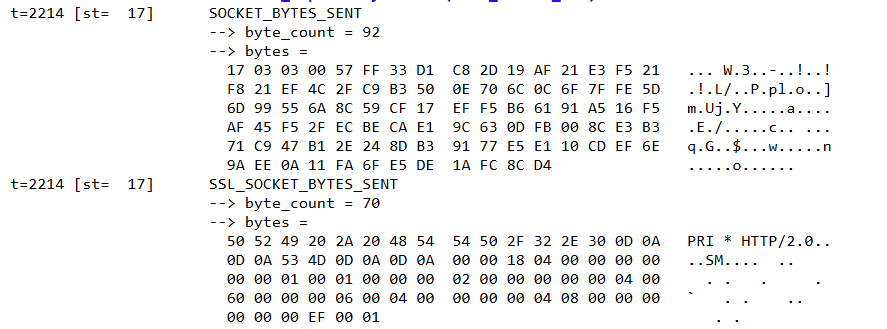 t=2214 [st=  17]       SOCKET_BYTES_SENT
                       --> byte_count = 92
                       --> bytes =
                         17 03 03 00 57 FF 33 D1  C8 2D 19 AF 21 E3 F5 21   ... W.3..-..!..!
                         F8 21 EF 4C 2F C9 B3 50  0E 70 6C 0C 6F 7F FE 5D   .!.L/..P.pl.o..]
                         6D 99 55 6A 8C 59 CF 17  EF F5 B6 61 91 A5 16 F5   m.Uj.Y.....a....
                         AF 45 F5 2F EC BE CA E1  9C 63 0D FB 00 8C E3 B3   .E./.....c.. ...
                         71 C9 47 B1 2E 24 8D B3  91 77 E5 E1 10 CD EF 6E   q.G..$...w.....n
                         9A EE 0A 11 FA 6F E5 DE  1A FC 8C D4               .....o......
t=2214 [st=  17]       SSL_SOCKET_BYTES_SENT
                       --> byte_count = 70
                       --> bytes =
                         50 52 49 20 2A 20 48 54  54 50 2F 32 2E 30 0D 0A   PRI * HTTP/2.0..
                         0D 0A 53 4D 0D 0A 0D 0A  00 00 18 04 00 00 00 00   ..SM....  ..
                         00 00 01 00 01 00 00 00  02 00 00 00 00 00 04 00     . .   .     .
                         60 00 00 00 06 00 04 00  00 00 00 04 08 00 00 00   `   . .    ..
                         00 00 00 EF 00 01                                     . .